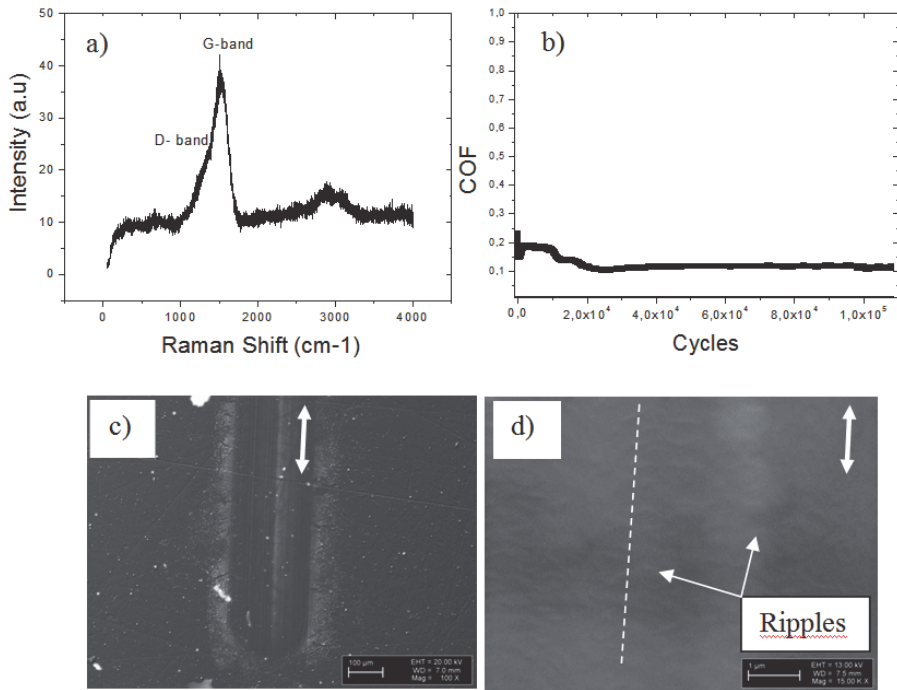 a)
G-band
D- band
50
40
30
20
10
0
Intensity (a.u)
0 1000 2000 3000 4000
Raman Shift (cm-1)
b)
1,0
0,9
0,8
0,7
0,6
0,5
0,4
0,3
0,2
0,1
COF
0,0 2,0x10⁴ 4,0x10⁴ 6,0x10⁴ 8,0x10⁴ 1,0x10⁵
Cycles
c)
100 µm
EHT = 20.00 kV
WD = 7.0 mm
Mag = 100 X
d)
Ripples
1 µm
EHT = 13.00 kV
WD = 7.5 mm
Mag = 15.00 K X